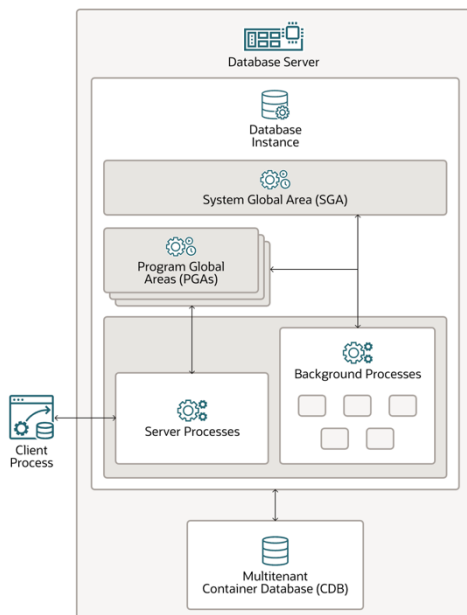 Database Server
Database
Instance
System Global Area (SGA)
Program Global
Areas (PGAs)
Background Processes
Server Processes
Client
Process
Multitenant
Container Database (CDB)